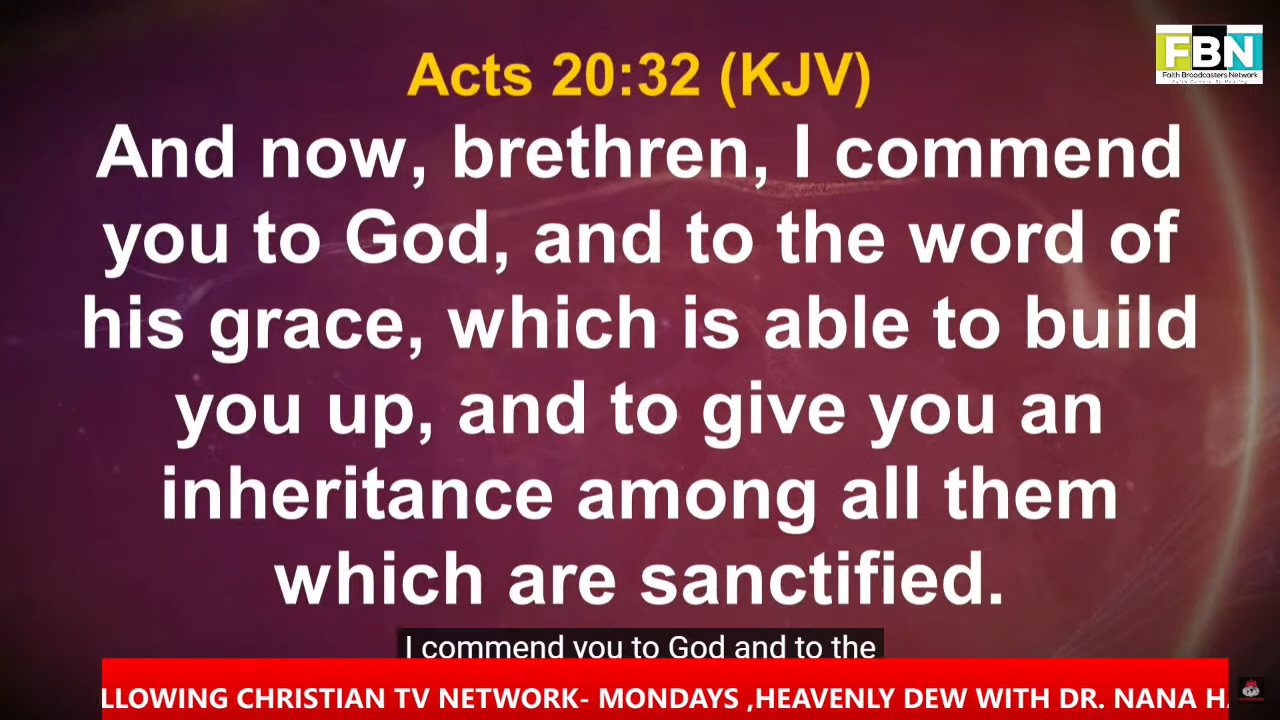 FBN
Faith Broadcasters Network
Acts 20:32 (KJV)
And now, brethren, I commend
you to God, and to the word of
his grace, which is able to build
you up, and to give you an
inheritance among all them
which are sanctified.
I commend you to God and to the
LLOWING CHRISTIAN TV NETWORK- MONDAYS ,HEAVENLY DEW WITH DR. NANA H